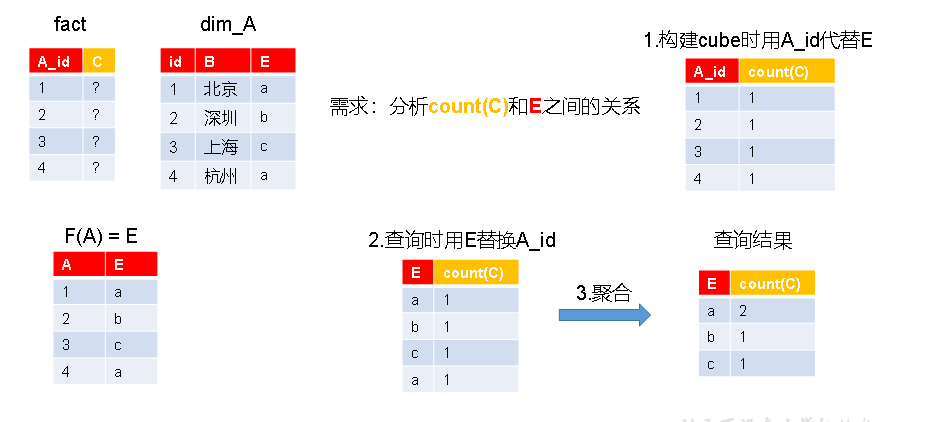 fact
A_id C
1 ?
2 ?
3 ?
4 ?
dim_A
id B E
1 北京 a
2 深圳 b
3 上海 c
4 杭州 a
需求：分析count(C)和E之间的关系
1.构建cube时用A_id代替E
A_id count(C)
1 1
2 1
3 1
4 1
F(A) = E
A E
1 a
2 b
3 c
4 a
2.查询时用E替换A_id
E count(C)
a 1
b 1
c 1
a 1
3.聚合
查询结果
E count(C)
a 2
b 1
c 1